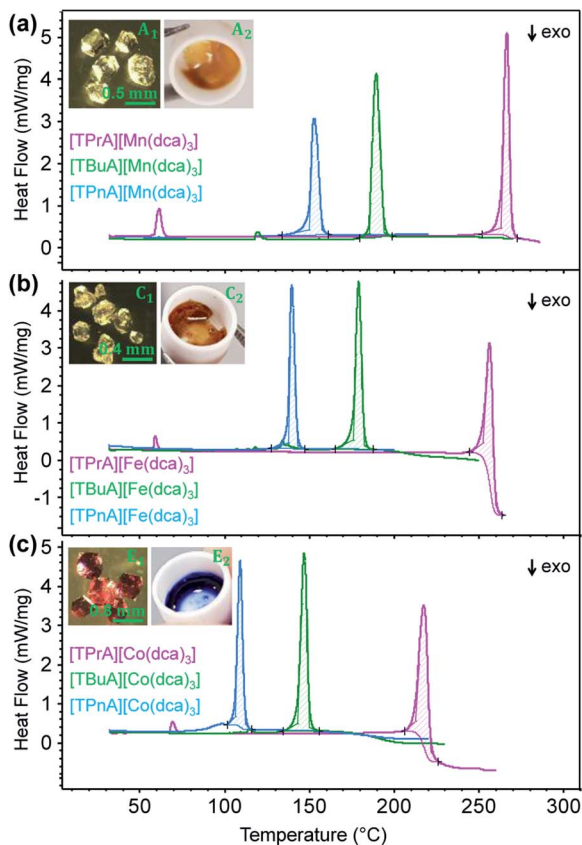 (a)
Heat Flow (mW/mg)
5
4
3
2
1
0
A₁
0.5 mm
A₂
↓ exo
[TPrA][Mn(dca)₃]
[TBuA][Mn(dca)₃]
[TPnA][Mn(dca)₃]
(b)
Heat Flow (mW/mg)
4
3
2
1
0
-1
C₁
0.4 mm
C₂
↓ exo
[TPrA][Fe(dca)₃]
[TBuA][Fe(dca)₃]
[TPnA][Fe(dca)₃]
(c)
Heat Flow (mW/mg)
5
4
3
2
1
0
E₁
0.8 mm
E₂
↓ exo
[TPrA][Co(dca)₃]
[TBuA][Co(dca)₃]
[TPnA][Co(dca)₃]
50 100 150 200 250 300
Temperature (°C)